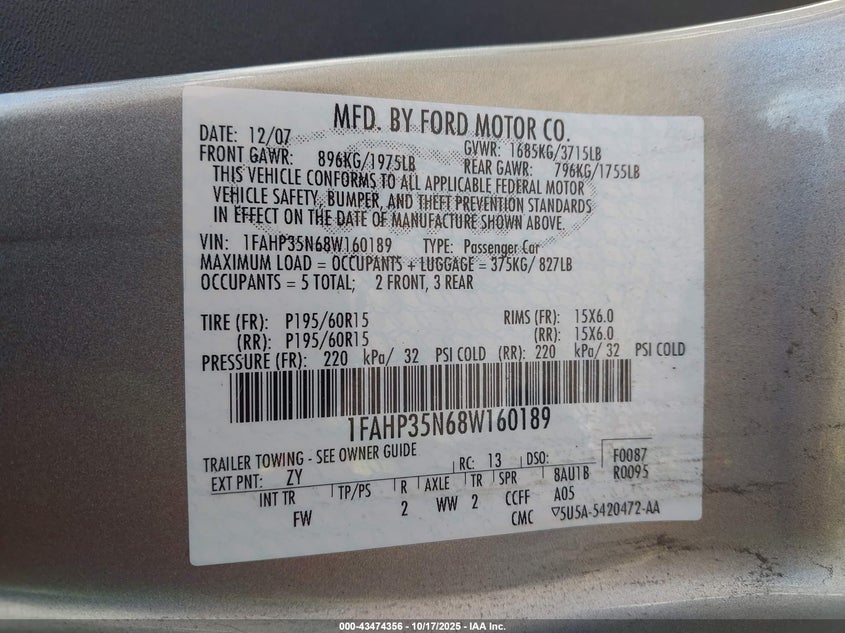 MFD. BY FORD MOTOR CO.
DATE: 12/07 GVWR: 1685KG/3715LB
FRONT GAWR: 896KG/1975LB REAR GAWR: 796KG/1755LB
THIS VEHICLE CONFORMS TO ALL APPLICABLE FEDERAL MOTOR
VEHICLE SAFETY, BUMPER, AND THEFT PREVENTION STANDARDS
IN EFFECT ON THE DATE OF MANUFACTURE SHOWN ABOVE
VIN: 1FAHP35N68W160189 TYPE: Passenger Car
MAXIMUM LOAD = OCCUPANTS + LUGGAGE = 375KG/ 827LB
OCCUPANTS = 5 TOTAL; 2 FRONT, 3 REAR
TIRE (FR): P195/60R15 RIMS (FR): 15X6.0
(RR): P195/60R15 (RR): 15X6.0
PRESSURE (FR): 220 kPa/ 32 PSI COLD (RR): 220 kPa/ 32 PSI COLD
1FAHP35N68W160189
TRAILER TOWING - SEE OWNER GUIDE RC: 13 DSO: F0087
EXT PNT: ZY R0095
INT TR TP/PS R AXLE TR SPR 8AU1B
FW 2 WW 2 CCFF A05
CMC ▽5U5A-5420472-AA
000-43474356 - 10/17/2025 - IAA Inc.